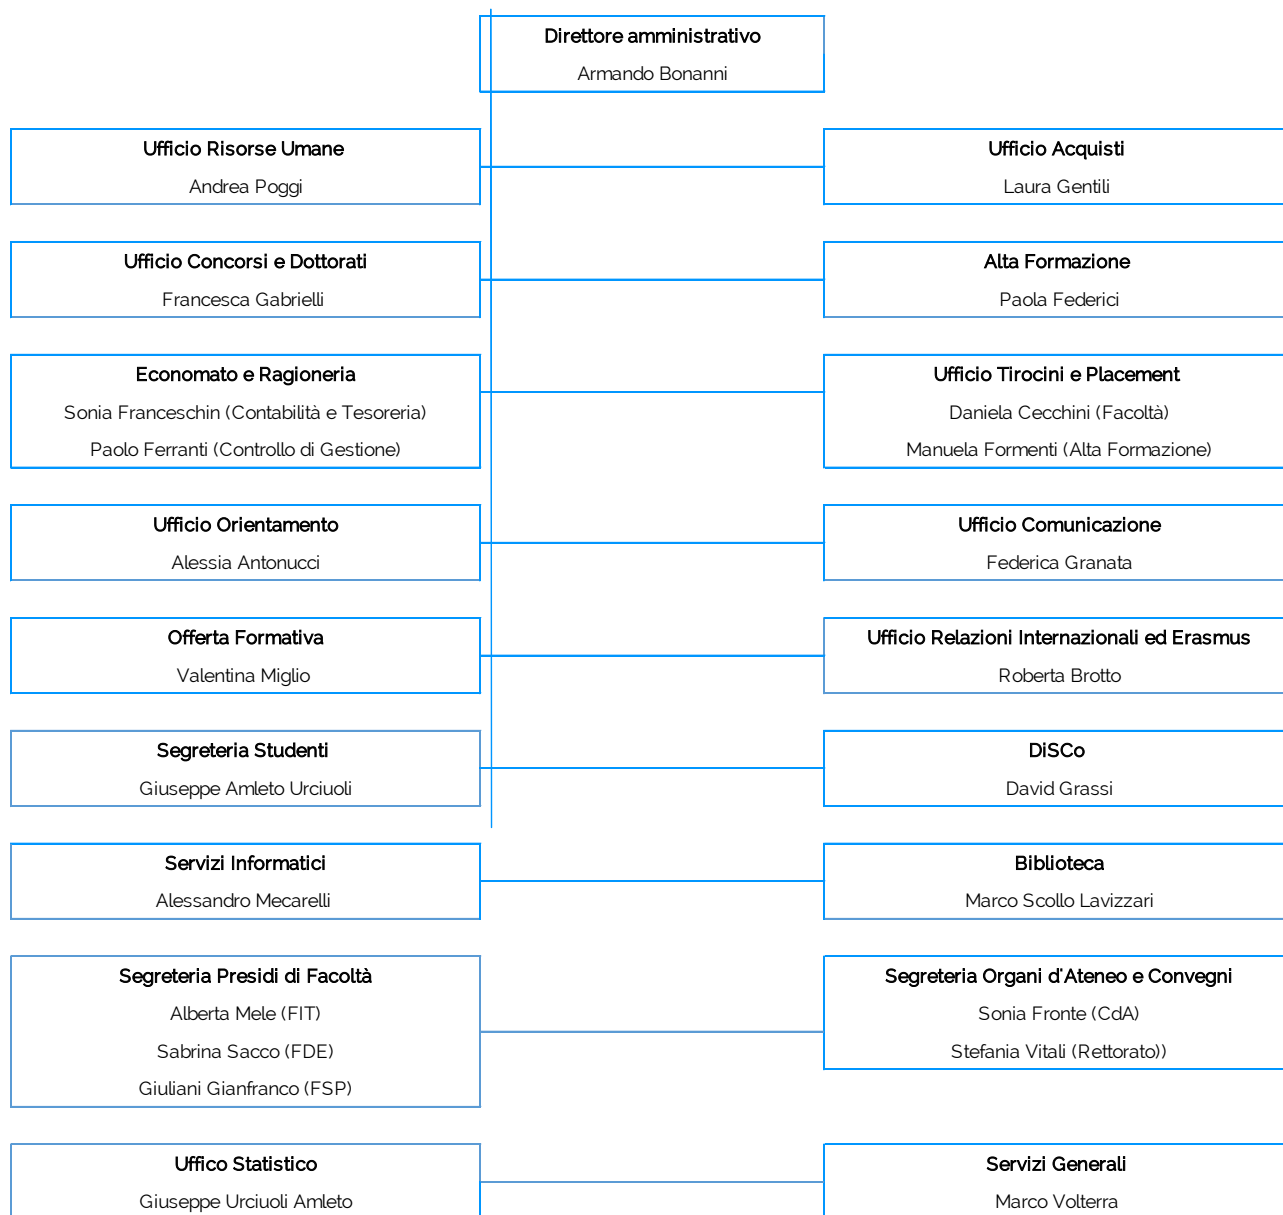 Direttore amministrativo
Armando Bonanni
Ufficio Risorse Umane
Andrea Poggi
Ufficio Acquisti
Laura Gentili
Ufficio Concorsi e Dottorati
Francesca Gabrielli
Alta Formazione
Paola Federici
Economato e Ragioneria
Sonia Franceschin (Contabilità e Tesoreria)
Paolo Ferranti (Controllo di Gestione)
Ufficio Tirocini e Placement
Daniela Cecchini (Facoltà)
Manuela Formenti (Alta Formazione)
Ufficio Orientamento
Alessia Antonucci
Ufficio Comunicazione
Federica Granata
Offerta Formativa
Valentina Miglio
Ufficio Relazioni Internazionali ed Erasmus
Roberta Brotto
Segreteria Studenti
Giuseppe Amleto Urciuoli
DiSCo
David Grassi
Servizi Informatici
Alessandro Mecarelli
Biblioteca
Marco Scollo Lavizzari
Segreteria Presidi di Facoltà
Alberta Mele (FIT)
Sabrina Sacco (FDE)
Giuliani Gianfranco (FSP)
Segreteria Organi d'Ateneo e Convegni
Sonia Fronte (CdA)
Stefania Vitali (Rettorato))
Uffico Statistico
Giuseppe Urciuoli Amleto
Servizi Generali
Marco Volterra